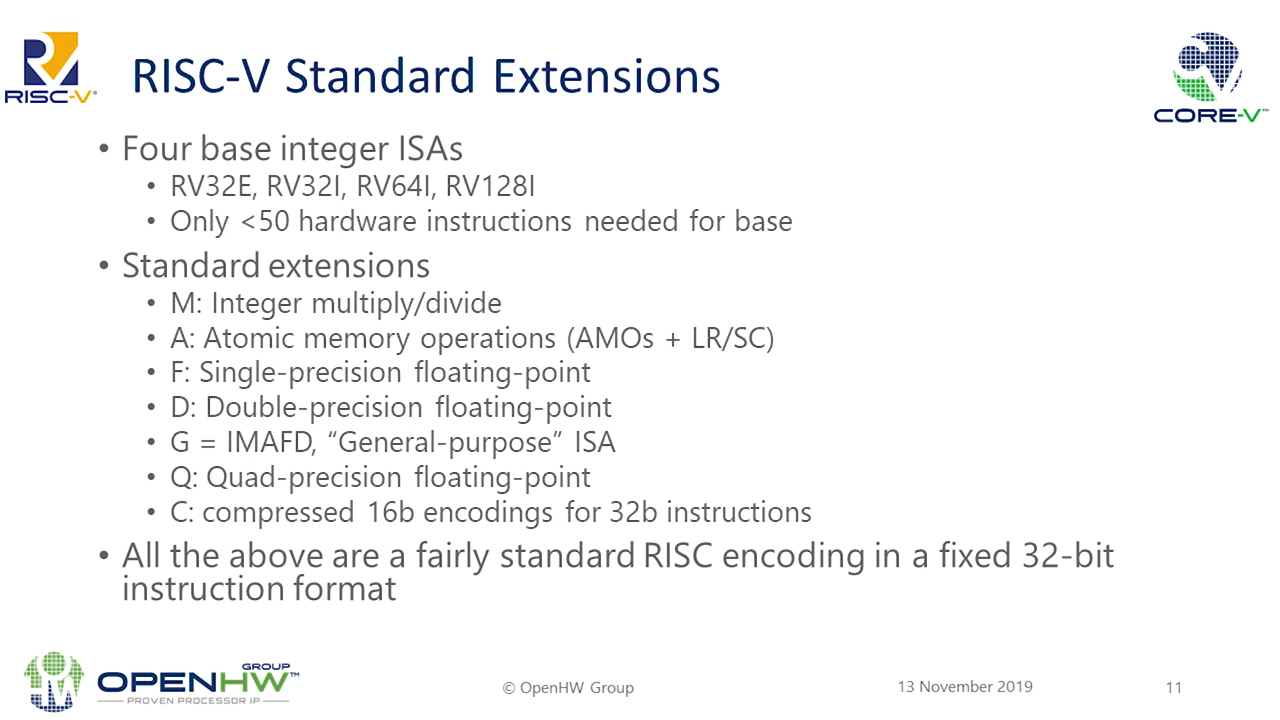 RISC-V®
RISC-V Standard Extensions
CORE-V™
• Four base integer ISAs
• RV32E, RV32I, RV64I, RV128I
• Only <50 hardware instructions needed for base
• Standard extensions
• M: Integer multiply/divide
• A: Atomic memory operations (AMOs + LR/SC)
• F: Single-precision floating-point
• D: Double-precision floating-point
• G = IMAFD, “General-purpose” ISA
• Q: Quad-precision floating-point
• C: compressed 16b encodings for 32b instructions
• All the above are a fairly standard RISC encoding in a fixed 32-bit
instruction format
GROUP
OPENHW™
PROVEN PROCESSOR IP
© OpenHW Group
13 November 2019
11